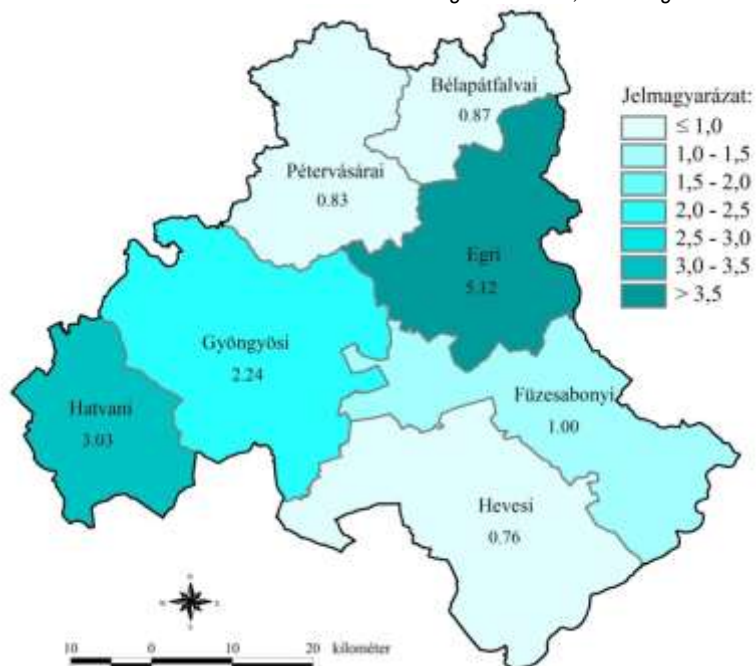 Bélapátfalvai
0.87
Jelmagyarázat:
≤ 1,0
1,0 - 1,5
1,5 - 2,0
2,0 - 2,5
2,5 - 3,0
3,0 - 3,5
> 3,5
Pétervásárai
0.83
Egri
5.12
Gyöngyösi
2.24
Füzesabonyi
1.00
Hatvani
3.03
Hevesi
0.76
10 0 10 20 kilométer